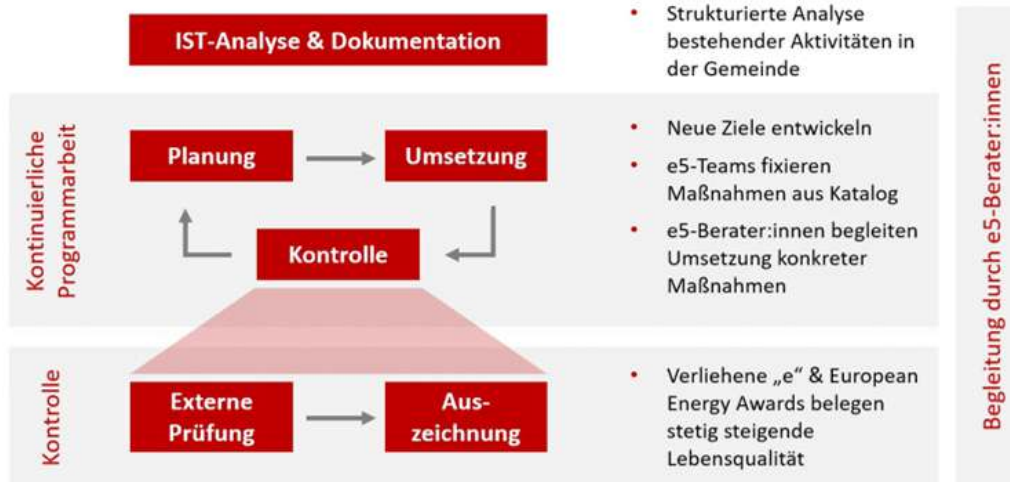 IST-Analyse & Dokumentation
• Strukturierte Analyse
bestehender Aktivitäten in
der Gemeinde
Kontinuierliche
Programmarbeit
Planung
Umsetzung
Kontrolle
• Neue Ziele entwickeln
• e5-Teams fixieren
Maßnahmen aus Katalog
• e5-Berater:innen begleiten
Umsetzung konkreter
Maßnahmen
Kontrolle
Externe
Prüfung
Aus-
zeichnung
• Verliehene „e“ & European
Energy Awards belegen
stetig steigende
Lebensqualität
Begleitung durch e5-Berater:innen